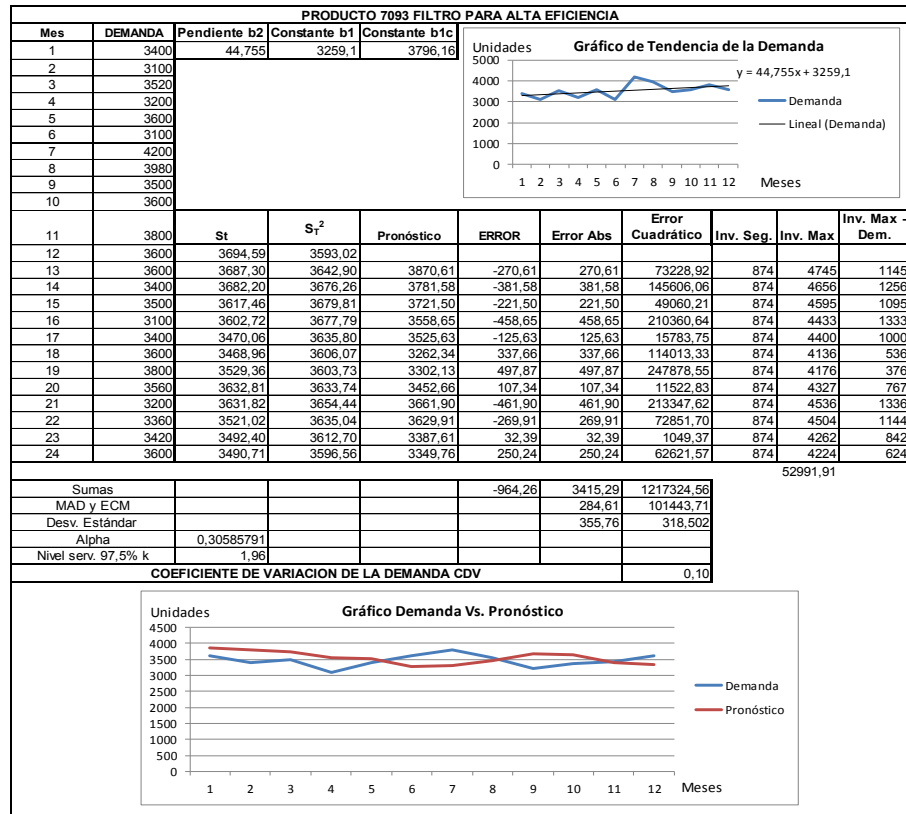 PRODUCTO 7093 FILTRO PARA ALTA EFICIENCIA
Mes DEMANDA Pendiente b2 Constante b1 Constante b1c
1 3400 44,755 3259,1 3796,16
2 3100
3 3520
4 3200
5 3600
6 3100
7 4200
8 3980
9 3500
10 3600
Unidades Gráfico de Tendencia de la Demanda
y = 44,755x + 3259,1
5000
4000
3000
2000
1000
0
1 2 3 4 5 6 7 8 9 10 11 12 Meses
Demanda
Lineal (Demanda)
11 3800 St S_T^2 Pronóstico ERROR Error Abs Error Cuadrático Inv. Seg. Inv. Max Inv. Max - Dem.
12 3600 3694,59 3593,02
13 3600 3687,30 3642,90 3870,61 -270,61 270,61 73228,92 874 4745 1145
14 3400 3682,20 3676,26 3781,58 -381,58 381,58 145606,06 874 4656 1256
15 3500 3617,46 3679,81 3721,50 -221,50 221,50 49060,21 874 4595 1095
16 3100 3602,72 3677,79 3558,65 -458,65 458,65 210360,64 874 4433 1333
17 3400 3470,06 3635,80 3525,63 -125,63 125,63 15783,75 874 4400 1000
18 3600 3468,96 3606,07 3262,34 337,66 337,66 114013,33 874 4136 536
19 3800 3529,36 3603,73 3302,13 497,87 497,87 247878,55 874 4176 376
20 3560 3632,81 3633,74 3452,66 107,34 107,34 11522,83 874 4327 767
21 3200 3631,82 3654,44 3661,90 -461,90 461,90 213347,62 874 4536 1336
22 3360 3521,02 3635,04 3629,91 -269,91 269,91 72851,70 874 4504 1144
23 3420 3492,40 3612,70 3387,61 32,39 32,39 1049,37 874 4262 842
24 3600 3490,71 3596,56 3349,76 250,24 250,24 62621,57 874 4224 624
52991,91
Sumas -964,26 3415,29 1217324,56
MAD y ECM 284,61 101443,71
Desv. Estándar 355,76 318,502
Alpha 0,30585791
Nivel serv. 97,5% k 1,96
COEFICIENTE DE VARIACION DE LA DEMANDA CDV 0,10
Unidades Gráfico Demanda Vs. Pronóstico
4500
4000
3500
3000
2500
2000
1500
1000
500
0
1 2 3 4 5 6 7 8 9 10 11 12 Meses
Demanda
Pronóstico